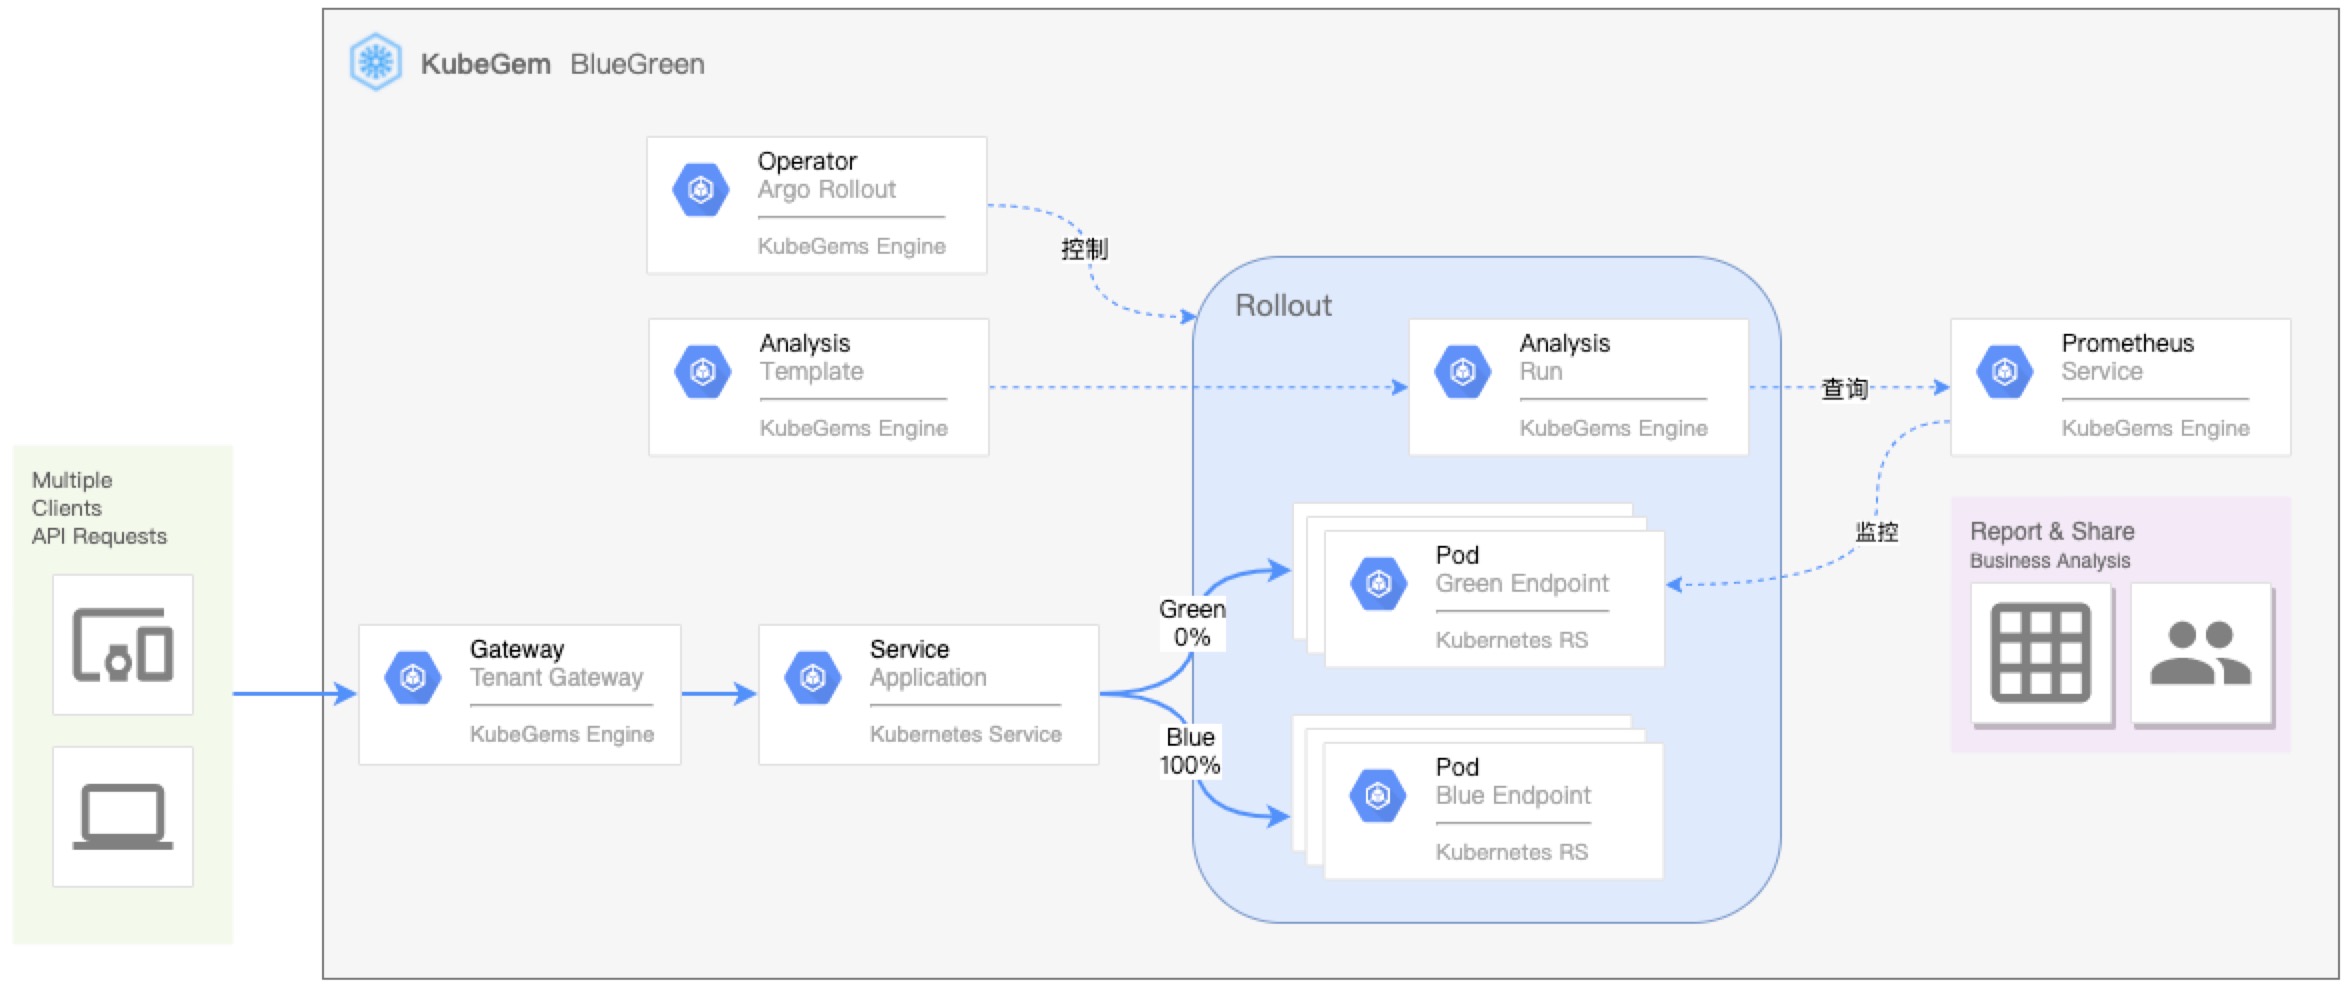 KubeGem BlueGreen
Operator
Argo Rollout
KubeGems Engine
控制
Rollout
Analysis
Template
KubeGems Engine
Analysis
Run
KubeGems Engine
查询
Prometheus
Service
KubeGems Engine
监控
Multiple
Clients
API Requests
Gateway
Tenant Gateway
KubeGems Engine
Service
Application
Kubernetes Service
Green
0%
Blue
100%
Pod
Green Endpoint
Kubernetes RS
Pod
Blue Endpoint
Kubernetes RS
Report & Share
Business Analysis